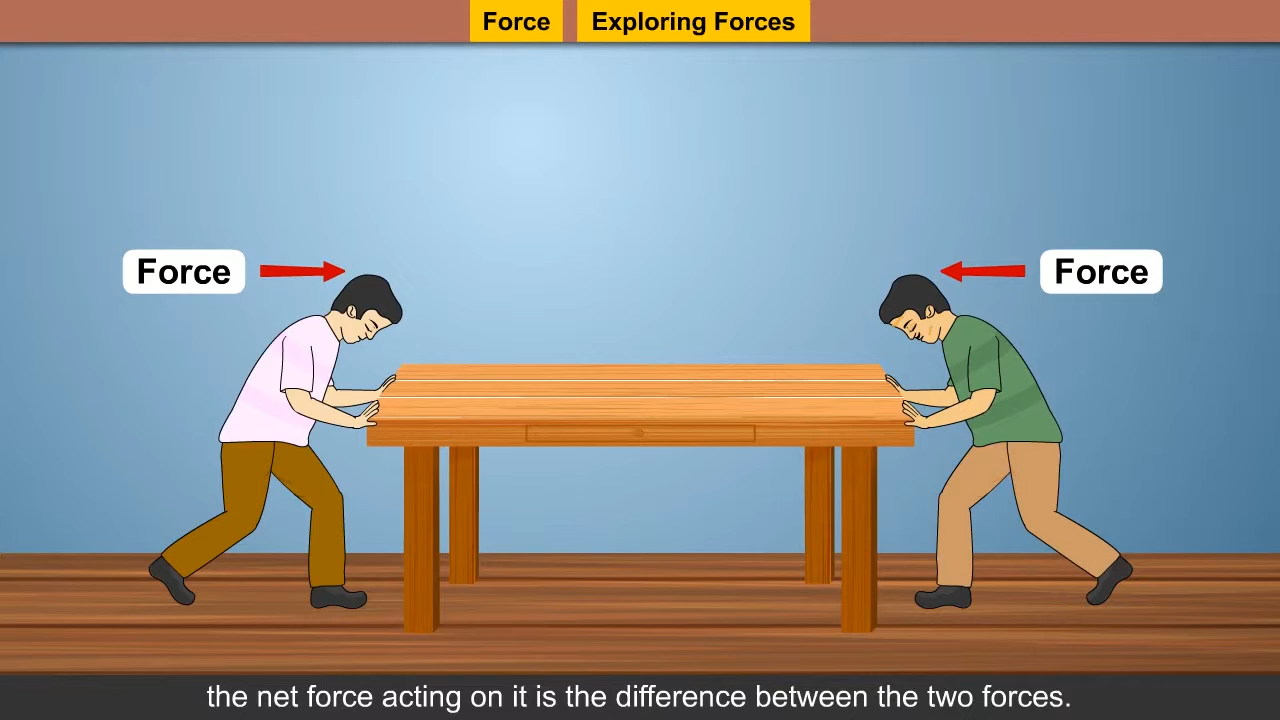 Force
Exploring Forces
Force
Force
the net force acting on it is the difference between the two forces.